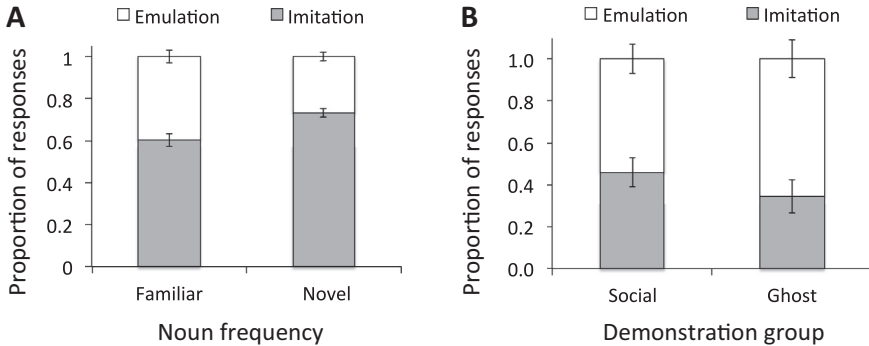 A
Emulation Imitation
Proportion of responses
1
0.8
0.6
0.4
0.2
0
Familiar Novel
Noun frequency
B
Emulation Imitation
Proportion of responses
1.0
0.8
0.6
0.4
0.2
0.0
Social Ghost
Demonstration group